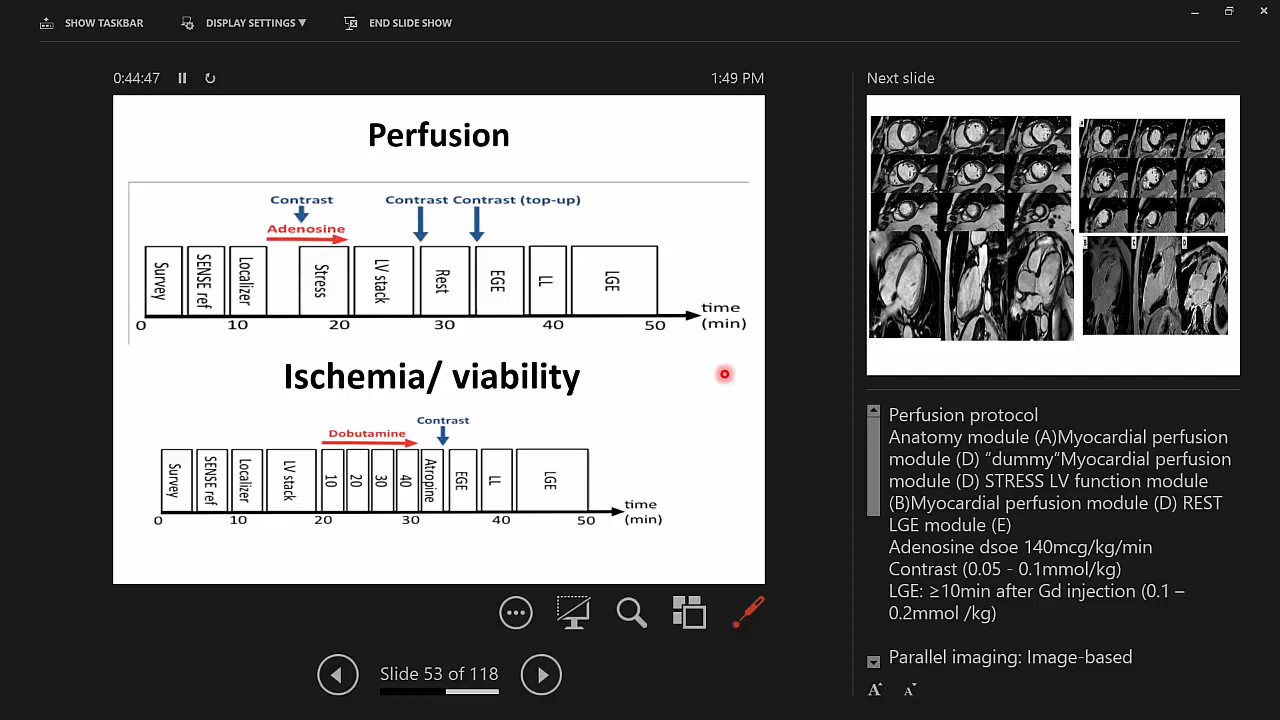 SHOW TASKBAR
DISPLAY SETTINGS ▼
END SLIDE SHOW
0:44:47
1:49 PM
Next slide
Perfusion
Contrast
Contrast
Contrast (top-up)
Adenosine
Survey
SENSE ref
Localizer
Stress
LV stack
Rest
EGE
LL
LGE
time
(min)
0
10
20
30
40
50
Ischemia/ viability
Contrast
Dobutamine
Survey
SENSE ref
Localizer
LV stack
10
20
30
40
Atropine
EGE
LL
LGE
time
(min)
0
10
20
30
40
50
Perfusion protocol
Anatomy module (A)Myocardial perfusion
module (D) “dummy“Myocardial perfusion
module (D) STRESS LV function module
(B)Myocardial perfusion module (D) REST
LGE module (E)
Adenosine dsoe 140mcg/kg/min
Contrast (0.05 - 0.1mmol/kg)
LGE: ≥10min after Gd injection (0.1 –
0.2mmol /kg)
Parallel imaging: Image-based
Slide 53 of 118
A A